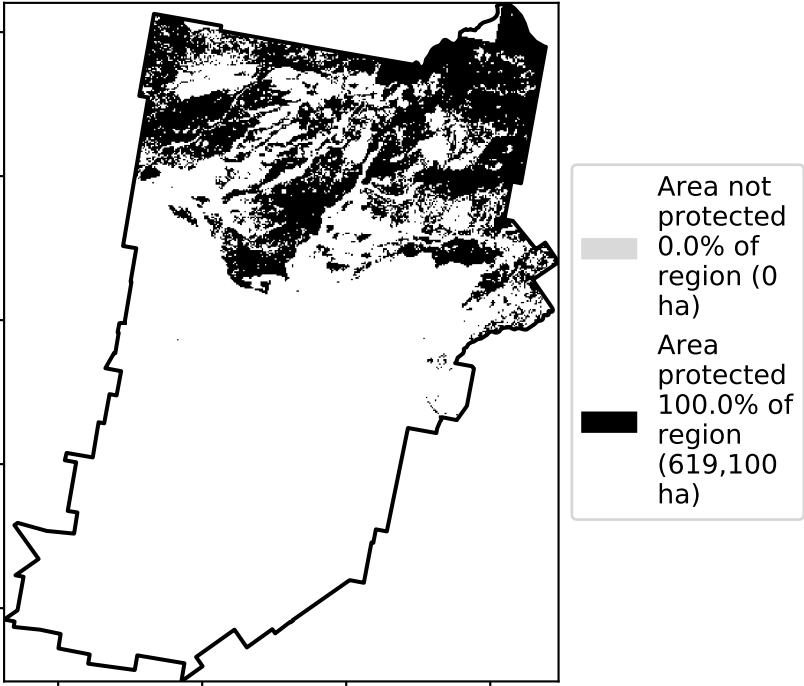 Area not
protected
0.0% of
region (0
ha)
Area
protected
100.0% of
region
(619,100
ha)